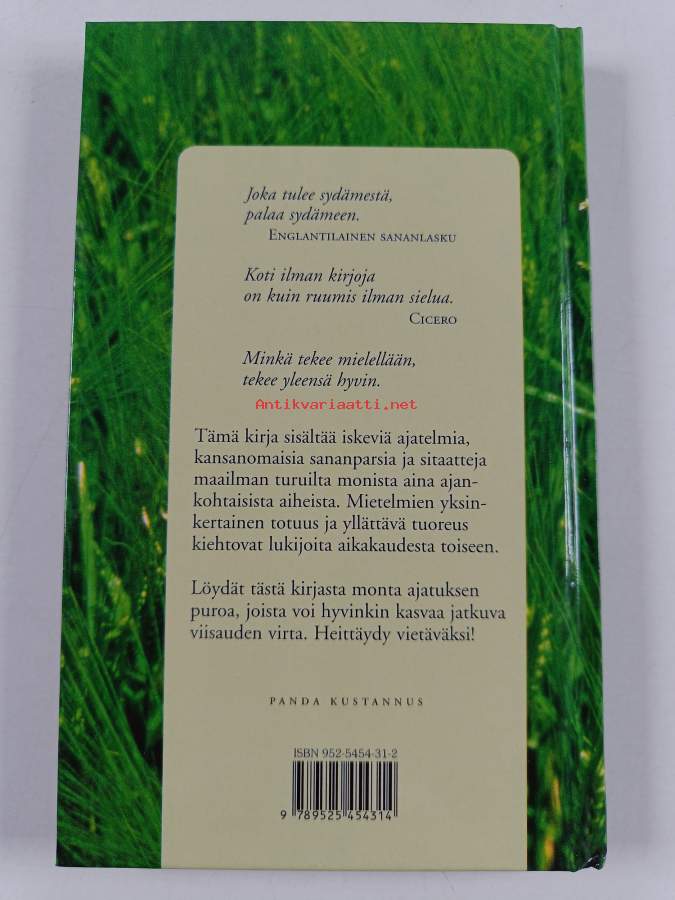 Joka tulee sydämestä,
palaa sydämeen.
Englantilainen sananlasku
Koti ilman kirjoja
on kuin ruumis ilman sielua.
Cicero
Minkä tekee mielellään,
tekee yleensä hyvin.
Antikvariaatti.net
Tämä kirja sisältää iskeviä ajatelmia,
kansanomaisia sananparsia ja sitaatteja
maailman turuilta monista aina ajan-
kohtaisista aiheista. Mietelmien yksin-
kertainen totuus ja yllättävä tuoreus
kiehtovat lukijoita aikakaudesta toiseen.
Löydät tästä kirjasta monta ajatuksen
puroa, joista voi hyvinkin kasvaa jatkuva
viisauden virta. Heittäydy vietäväksi!
PANDA KUSTANNUS
ISBN 952-5454-31-2
9 789525 454314